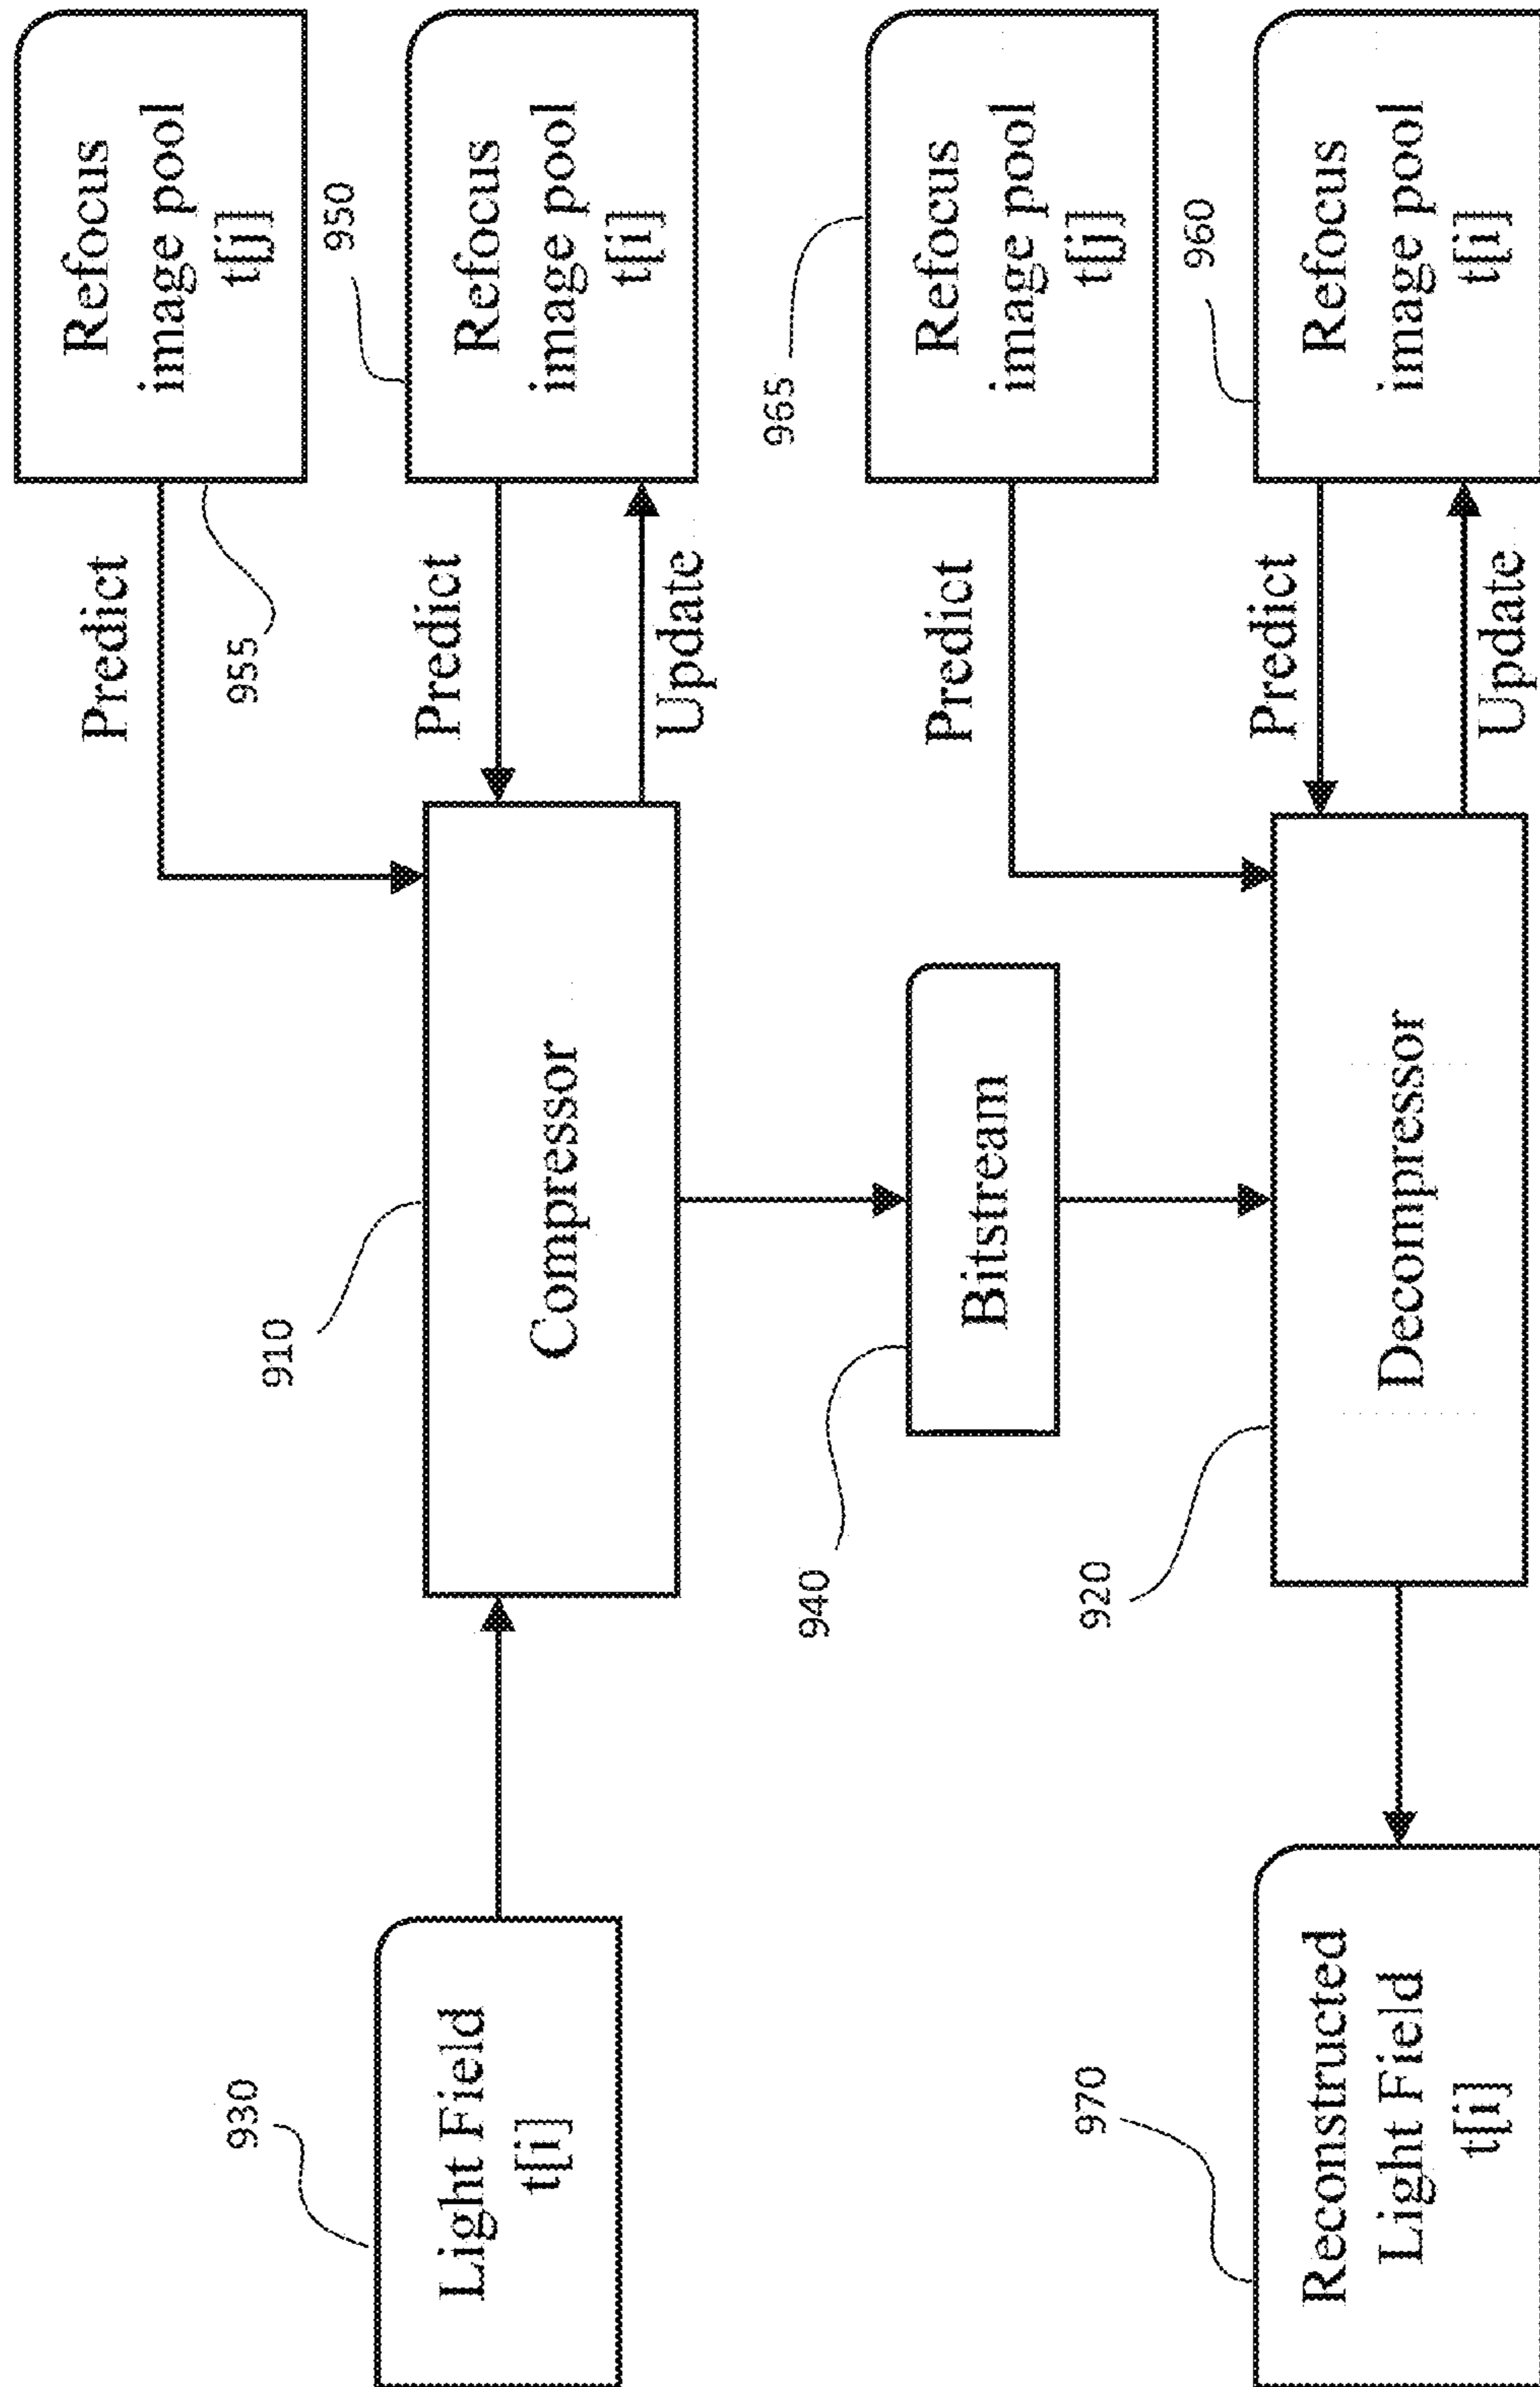 Predict
Refocus
image pool
t[j]
955
930
910
950
Light Field
t[i]
Compressor
Predict
Update
Refocus
image pool
t[i]
940
Bitstream
965
Predict
Refocus
image pool
t[j]
970
920
960
Reconstructed
Light Field
t[i]
Decompressor
Predict
Update
Refocus
image pool
t[i]